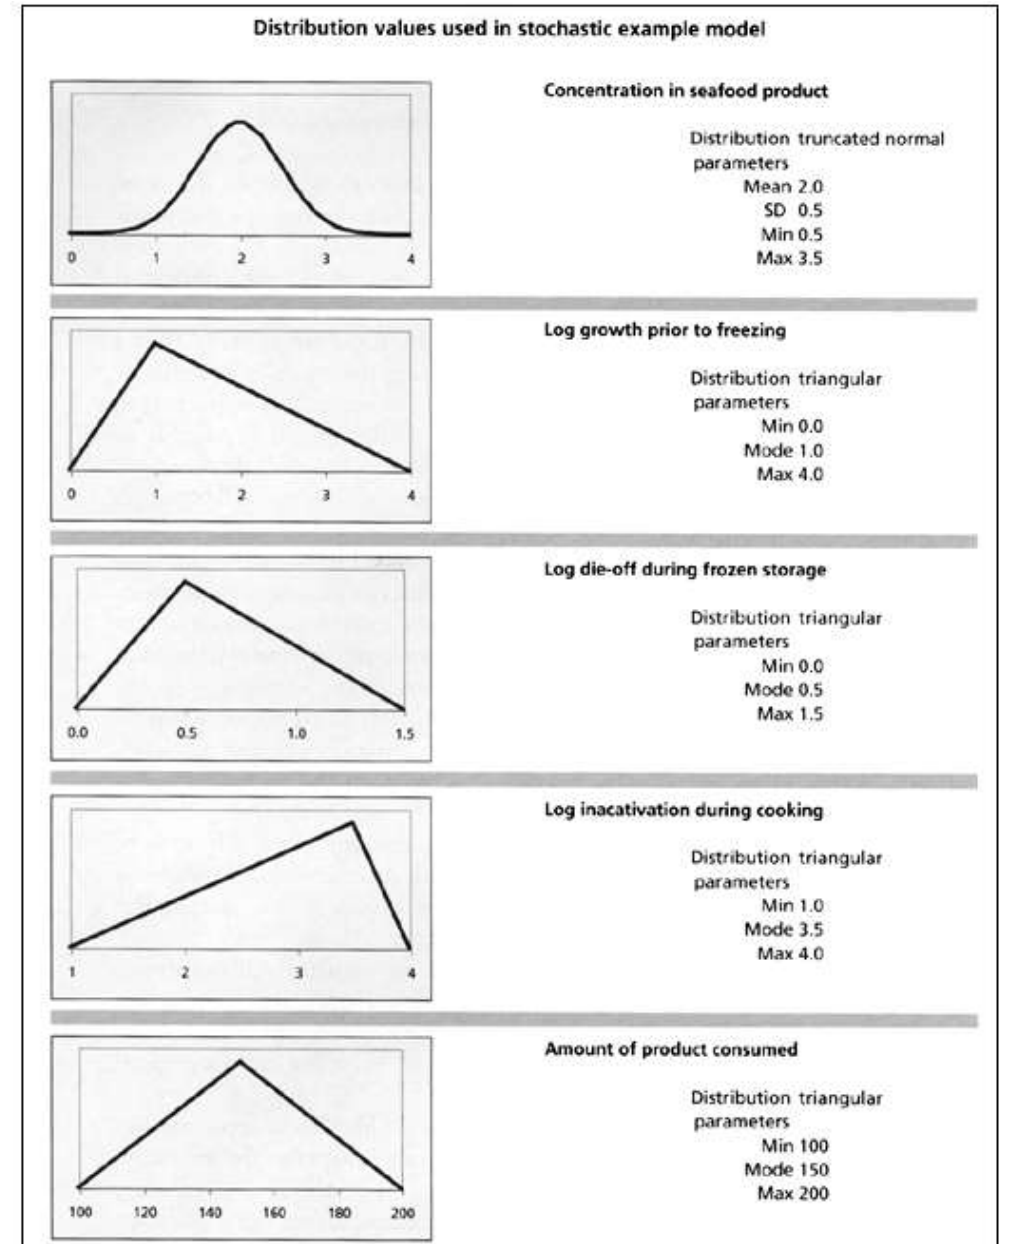 Distribution values used in stochastic example model
Concentration in seafood product
Distribution truncated normal
parameters
Mean 2.0
SD 0.5
Min 0.5
Max 3.5
0 1 2 3 4
Log growth prior to freezing
Distribution triangular
parameters
Min 0.0
Mode 1.0
Max 4.0
0 1 2 3 4
Log die-off during frozen storage
Distribution triangular
parameters
Min 0.0
Mode 0.5
Max 1.5
0.0 0.5 1.0 1.5
Log inacativation during cooking
Distribution triangular
parameters
Min 1.0
Mode 3.5
Max 4.0
1 2 3 4
Amount of product consumed
Distribution triangular
parameters
Min 100
Mode 150
Max 200
100 120 140 160 180 200